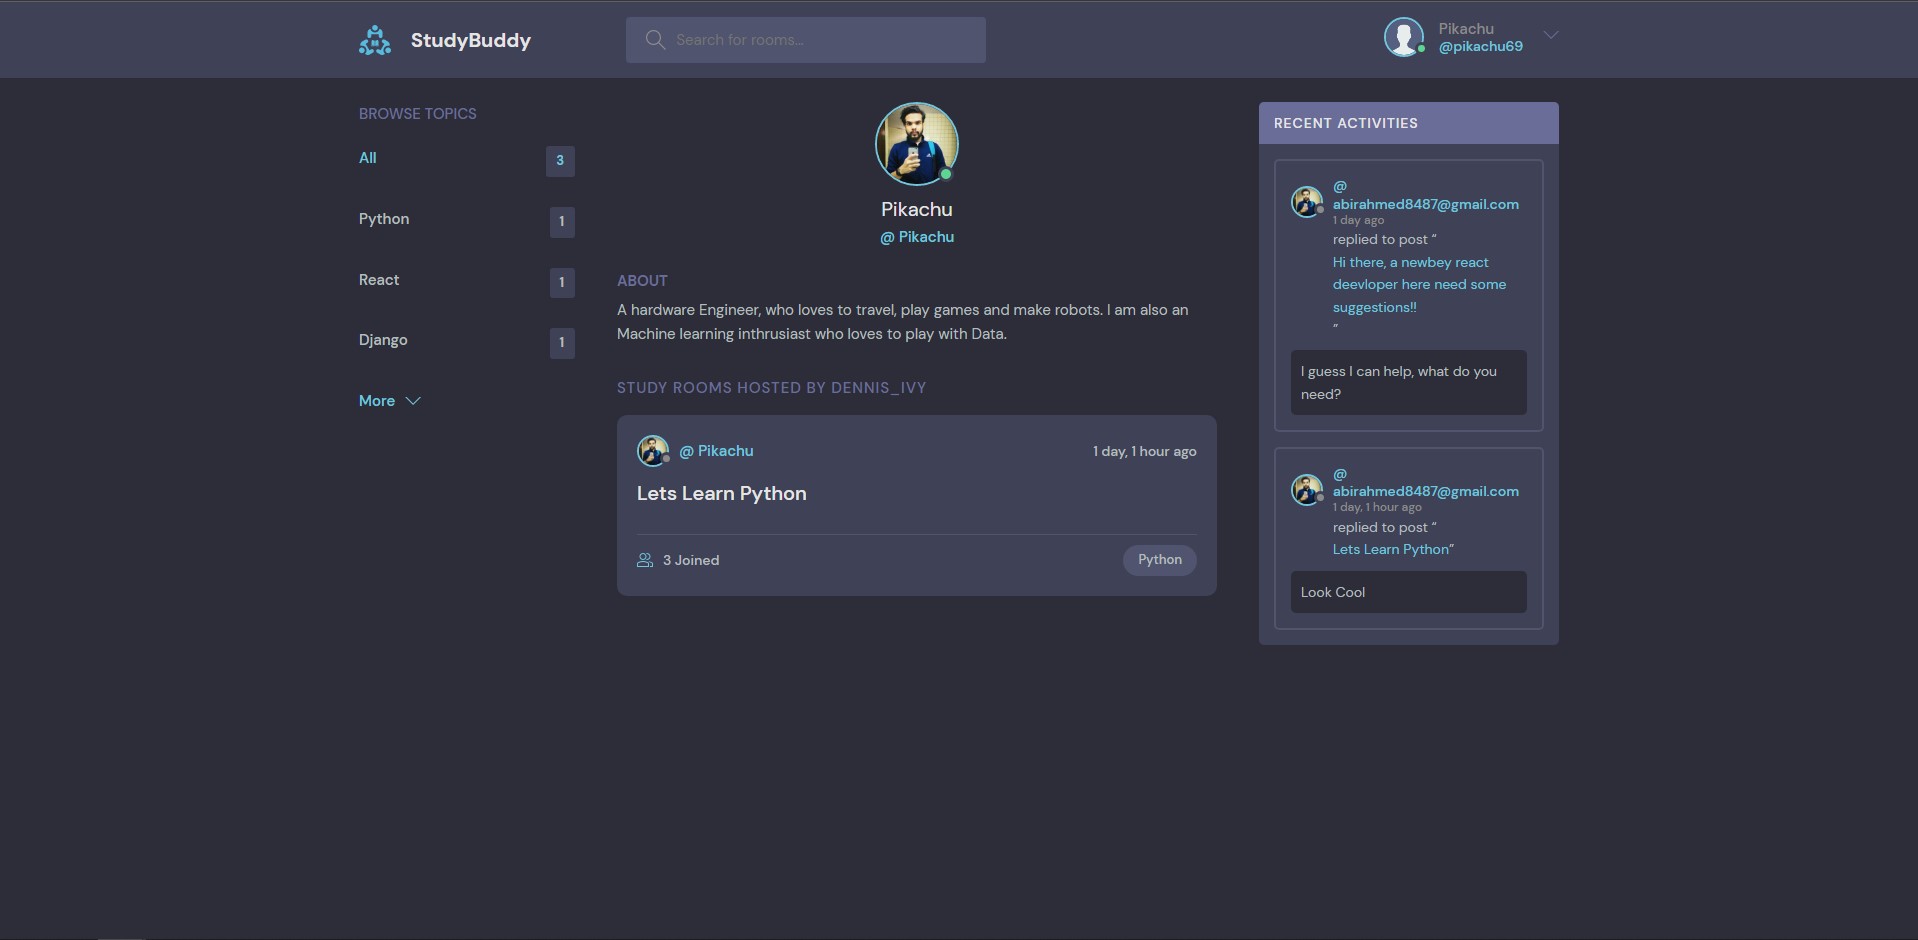 StudyBuddy
Search for rooms...
Pikachu
@pikachu69
BROWSE TOPICS
All 3
Python 1
React 1
Django 1
More
Pikachu
@ Pikachu
ABOUT
A hardware Engineer, who loves to travel, play games and make robots. I am also an
Machine learning inthrusiast who loves to play with Data.
STUDY ROOMS HOSTED BY DENNIS_IVY
@ Pikachu 1 day, 1 hour ago
Lets Learn Python
3 Joined Python
RECENT ACTIVITIES
@
abirahmed8487@gmail.com
1 day ago
replied to post “
Hi there, a newbey react
deevloper here need some
suggestions!!
”
I guess I can help, what do you
need?
@
abirahmed8487@gmail.com
1 day, 1 hour ago
replied to post “
Lets Learn Python”
Look Cool